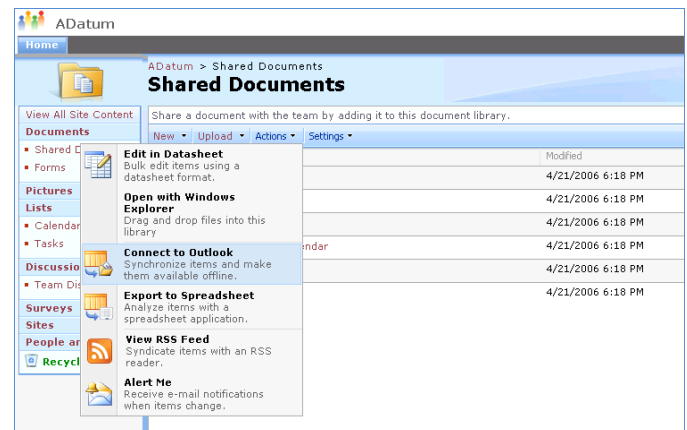 ADatum
Home
ADatum > Shared Documents
Shared Documents
View All Site Content
Share a document with the team by adding it to this document library.
Documents
New Upload Actions Settings
Shared D
Forms
Pictures
Lists
Calendar
Tasks
Discussio
Team Dis
Surveys
Sites
People ar
Recycl
Edit in Datasheet
Bulk edit items using a
datasheet format.
Open with Windows
Explorer
Drag and drop files into this
library
Connect to Outlook
Synchronize items and make
them available offline.
Export to Spreadsheet
Analyze items with a
spreadsheet application.
View RSS Feed
Syndicate items with an RSS
reader.
Alert Me
Receive e-mail notifications
when items change.
Modified
4/21/2006 6:18 PM
4/21/2006 6:18 PM
4/21/2006 6:18 PM
ndar 4/21/2006 6:18 PM
4/21/2006 6:18 PM
4/21/2006 6:18 PM